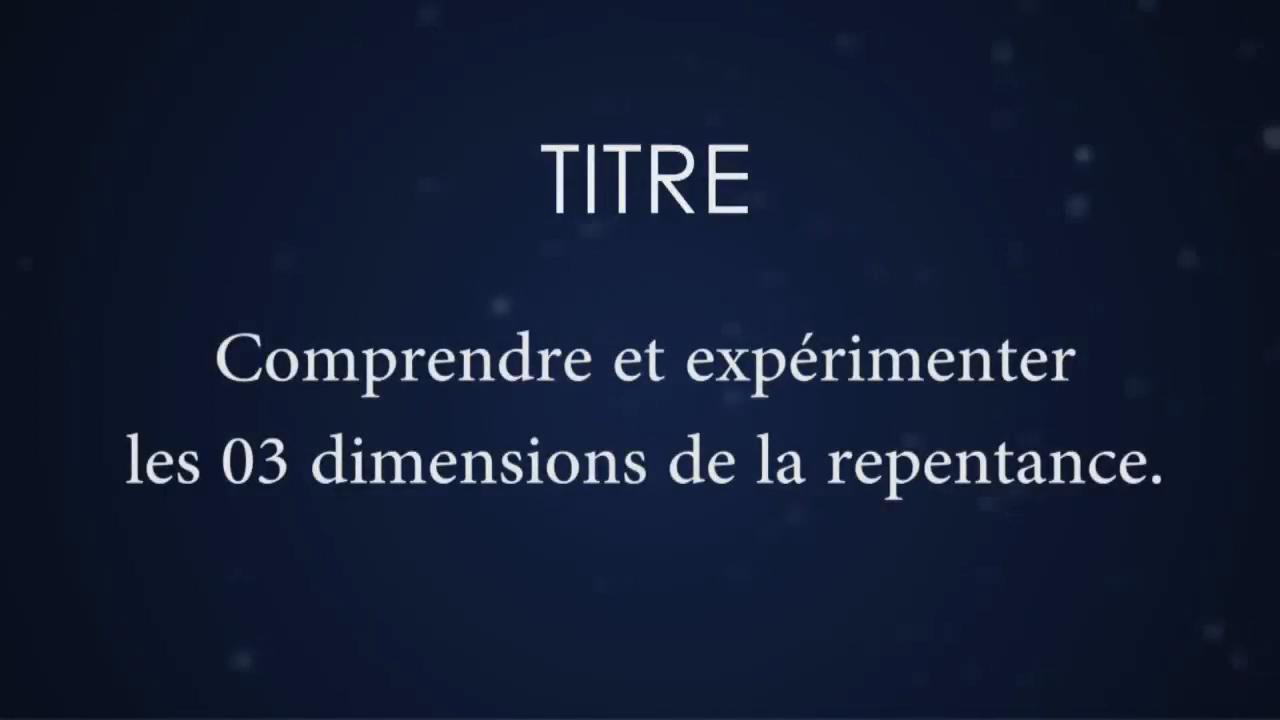 TITRE
Comprendre et expérimenter
les 03 dimensions de la repentance.